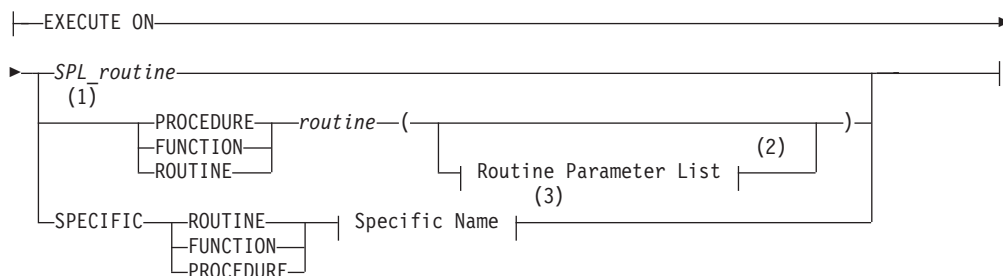 EXECUTE ON
SPL_routine
(1)
PROCEDURE routine ( )
FUNCTION (2)
ROUTINE Routine Parameter List
(3)
SPECIFIC ROUTINE Specific Name
FUNCTION
PROCEDURE